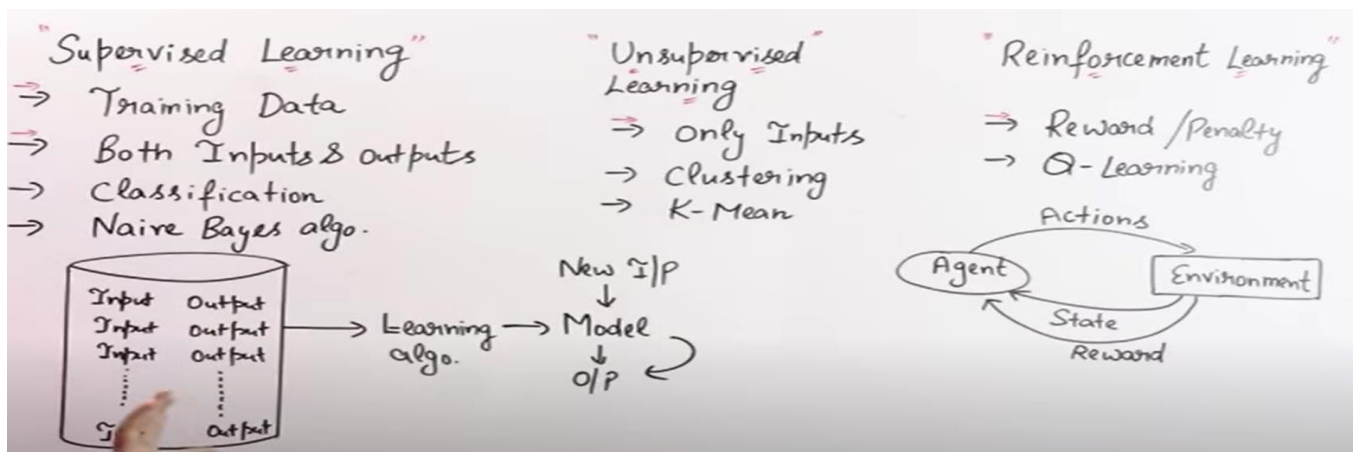 "Supervised Learning"
→ Training Data
→ Both Inputs & outputs
→ Classification
→ Naive Bayes algo.
Input Output
Input Output
Input Output
Output
Learning
algo.
New I/P
Model
O/P
"Unsupervised"
Learning
→ Only Inputs
→ Clustering
→ K-Mean
"Reinforcement Learning"
→ Reward/Penalty
→ Q-Learning
Actions
Agent
Environment
State
Reward